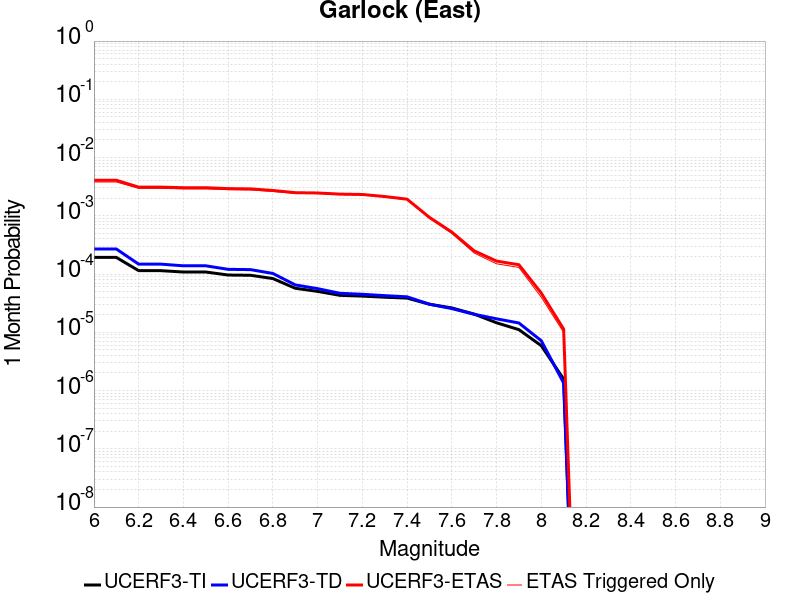 Garlock (East)
10 0
10 -1
10 -2
10 -3
10 -4
10 -5
10 -6
10 -7
10 -8
1 Month Probability
6 6.2 6.4 6.6 6.8 7 7.2 7.4 7.6 7.8 8 8.2 8.4 8.6 8.8 9
Magnitude
UCERF3-TI UCERF3-TD UCERF3-ETAS ETAS Triggered Only